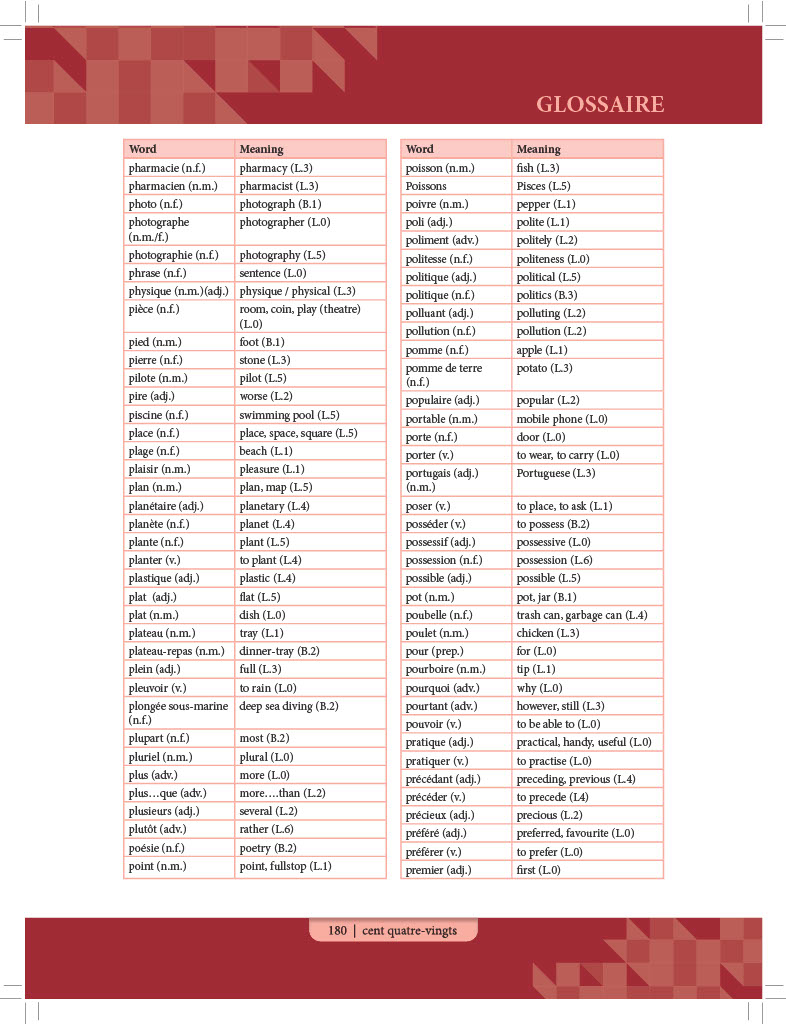 GLOSSAIRE
Word Meaning
pharmacie (n.f.) pharmacy (L.3)
pharmacien (n.m.) pharmacist (L.3)
photo (n.f.) photograph (B.1)
photographe photographer (L.0)
(n.m./f.)
photographie (n.f.) photography (L.5)
phrase (n.f.) sentence (L.0)
physique (n.m.)(adj.) physique / physical (L.3)
pièce (n.f.) room, coin, play (theatre)
(L.0)
pied (n.m.) foot (B.1)
pierre (n.f.) stone (L.3)
pilote (n.m.) pilot (L.5)
pire (adj.) worse (L.2)
piscine (n.f.) swimming pool (L.5)
place (n.f.) place, space, square (L.5)
plage (n.f.) beach (L.1)
plaisir (n.m.) pleasure (L.1)
plan (n.m.) plan, map (L.5)
planétaire (adj.) planetary (L.4)
planète (n.f.) planet (L.4)
plante (n.f.) plant (L.5)
planter (v.) to plant (L.4)
plastique (adj.) plastic (L.4)
plat (adj.) flat (L.5)
plat (n.m.) dish (L.0)
plateau (n.m.) tray (L.1)
plateau-repas (n.m.) dinner-tray (B.2)
plein (adj.) full (L.3)
pleuvoir (v.) to rain (L.0)
plongée sous-marine deep sea diving (B.2)
(n.f.)
plupart (n.f.) most (B.2)
pluriel (n.m.) plural (L.0)
plus (adv.) more (L.0)
plus…que (adv.) more….than (L.2)
plusieurs (adj.) several (L.2)
plutôt (adv.) rather (L.6)
poésie (n.f.) poetry (B.2)
point (n.m.) point, fullstop (L.1)
Word Meaning
poisson (n.m.) fish (L.3)
Poissons Pisces (L.5)
poivre (n.m.) pepper (L.1)
poli (adj.) polite (L.1)
poliment (adv.) politely (L.2)
politesse (n.f.) politeness (L.0)
politique (adj.) political (L.5)
politique (n.f.) politics (B.3)
polluant (adj.) polluting (L.2)
pollution (n.f.) pollution (L.2)
pomme (n.f.) apple (L.1)
pomme de terre potato (L.3)
(n.f.)
populaire (adj.) popular (L.2)
portable (n.m.) mobile phone (L.0)
porte (n.f.) door (L.0)
porter (v.) to wear, to carry (L.0)
portugais (adj.) Portuguese (L.3)
(n.m.)
poser (v.) to place, to ask (L.1)
posséder (v.) to possess (B.2)
possessif (adj.) possessive (L.0)
possession (n.f.) possession (L.6)
possible (adj.) possible (L.5)
pot (n.m.) pot, jar (B.1)
poubelle (n.f.) trash can, garbage can (L.4)
poulet (n.m.) chicken (L.3)
pour (prep.) for (L.0)
pourboire (n.m.) tip (L.1)
pourquoi (adv.) why (L.0)
pourtant (adv.) however, still (L.3)
pouvoir (v.) to be able to (L.0)
pratique (adj.) practical, handy, useful (L.0)
pratiquer (v.) to practise (L.0)
précédant (adj.) preceding, previous (L.4)
précéder (v.) to precede (L4)
précieux (adj.) precious (L.2)
préféré (adj.) preferred, favourite (L.0)
préférer (v.) to prefer (L.0)
premier (adj.) first (L.0)
180 | cent quatre-vingts